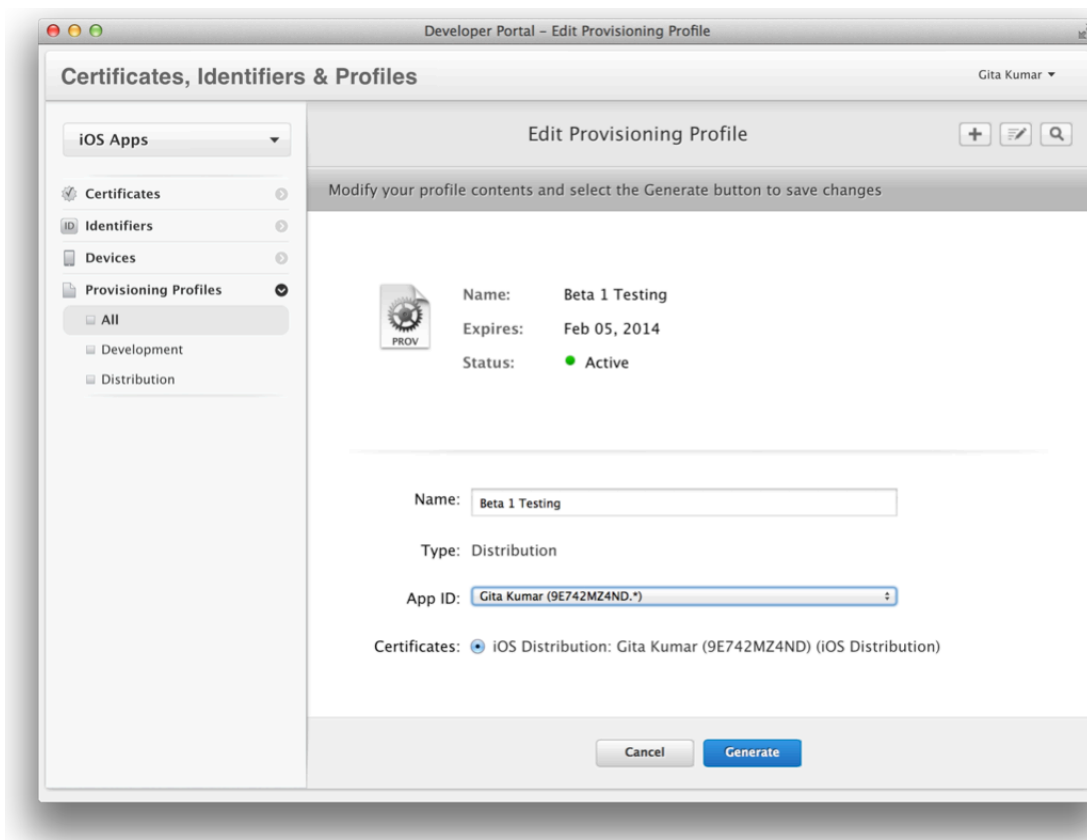 Developer Portal – Edit Provisioning Profile
Certificates, Identifiers & Profiles
Gita Kumar
iOS Apps
Edit Provisioning Profile
Modify your profile contents and select the Generate button to save changes
Certificates
ID Identifiers
Devices
Provisioning Profiles
All
Development
Distribution
PROV
Name: Beta 1 Testing
Expires: Feb 05, 2014
Status: Active
Name: Beta 1 Testing
Type: Distribution
App ID: Gita Kumar (9E742MZ4ND.*)
Certificates: iOS Distribution: Gita Kumar (9E742MZ4ND) (iOS Distribution)
Cancel Generate